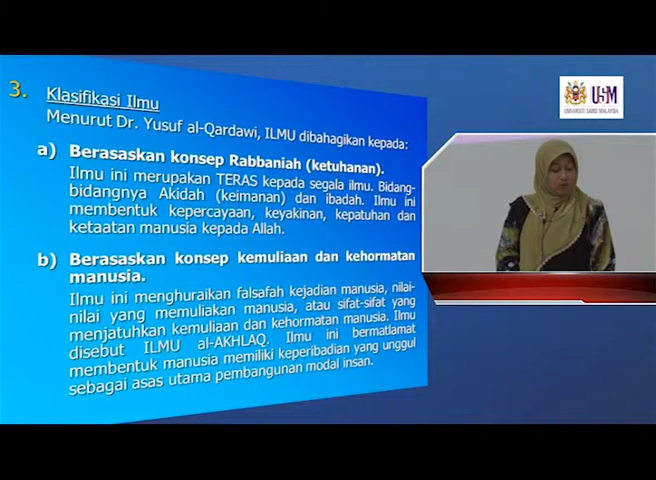 3. Klasifikasi Ilmu
Menurut Dr. Yusuf al-Qardawi, ILMU dibahagikan kepada:
a) Berasaskan konsep Rabbaniah (ketuhanan).
Ilmu ini merupakan TERAS kepada segala ilmu. Bidang-
bidangnya Akidah (keimanan) dan ibadah. Ilmu ini
membentuk kepercayaan, keyakinan, kepatuhan dan
ketaatan manusia kepada Allah.
b) Berasaskan konsep kemuliaan dan kehormatan
manusia.
Ilmu ini menghuraikan falsafah kejadian manusia, nilai-
nilai yang memuliakan manusia, atau sifat-sifat yang
menjatuhkan kemuliaan dan kehormatan manusia. Ilmu
disebut ILMU al-AKHLAQ. Ilmu ini bermatlamat
membentuk manusia memiliki keperibadian yang unggul
sebagai asas utama pembangunan modal insan.
USM
UNIVERSITI SAINS MALAYSIA